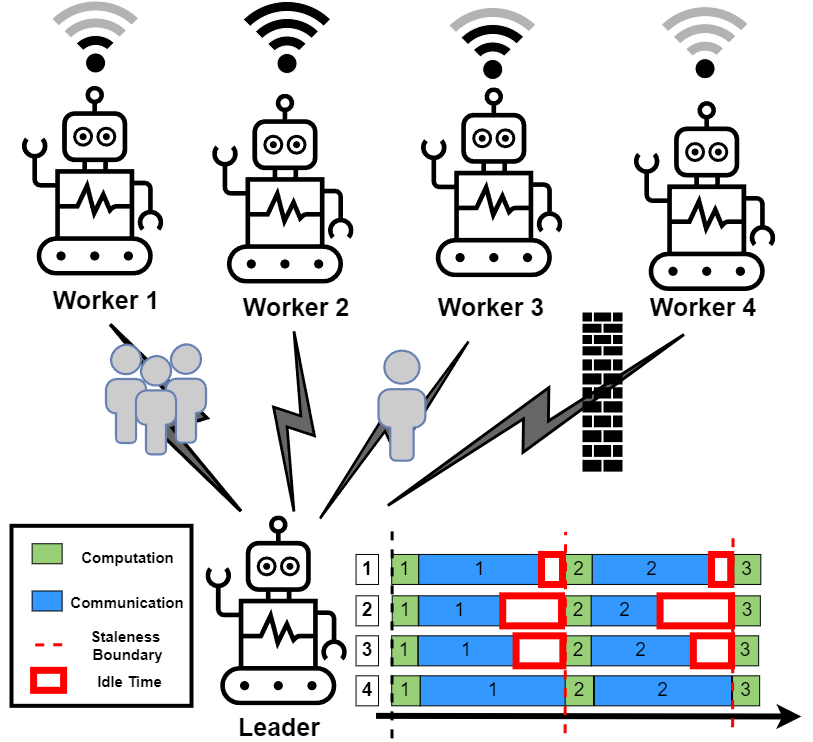 Worker 1
Worker 2
Worker 3
Worker 4
Computation
Communication
Staleness
Boundary
Idle Time
Leader
1 1 1 2 2 3
2 1 1 2 2 3
3 1 1 2 2 3
4 1 1 2 2 3